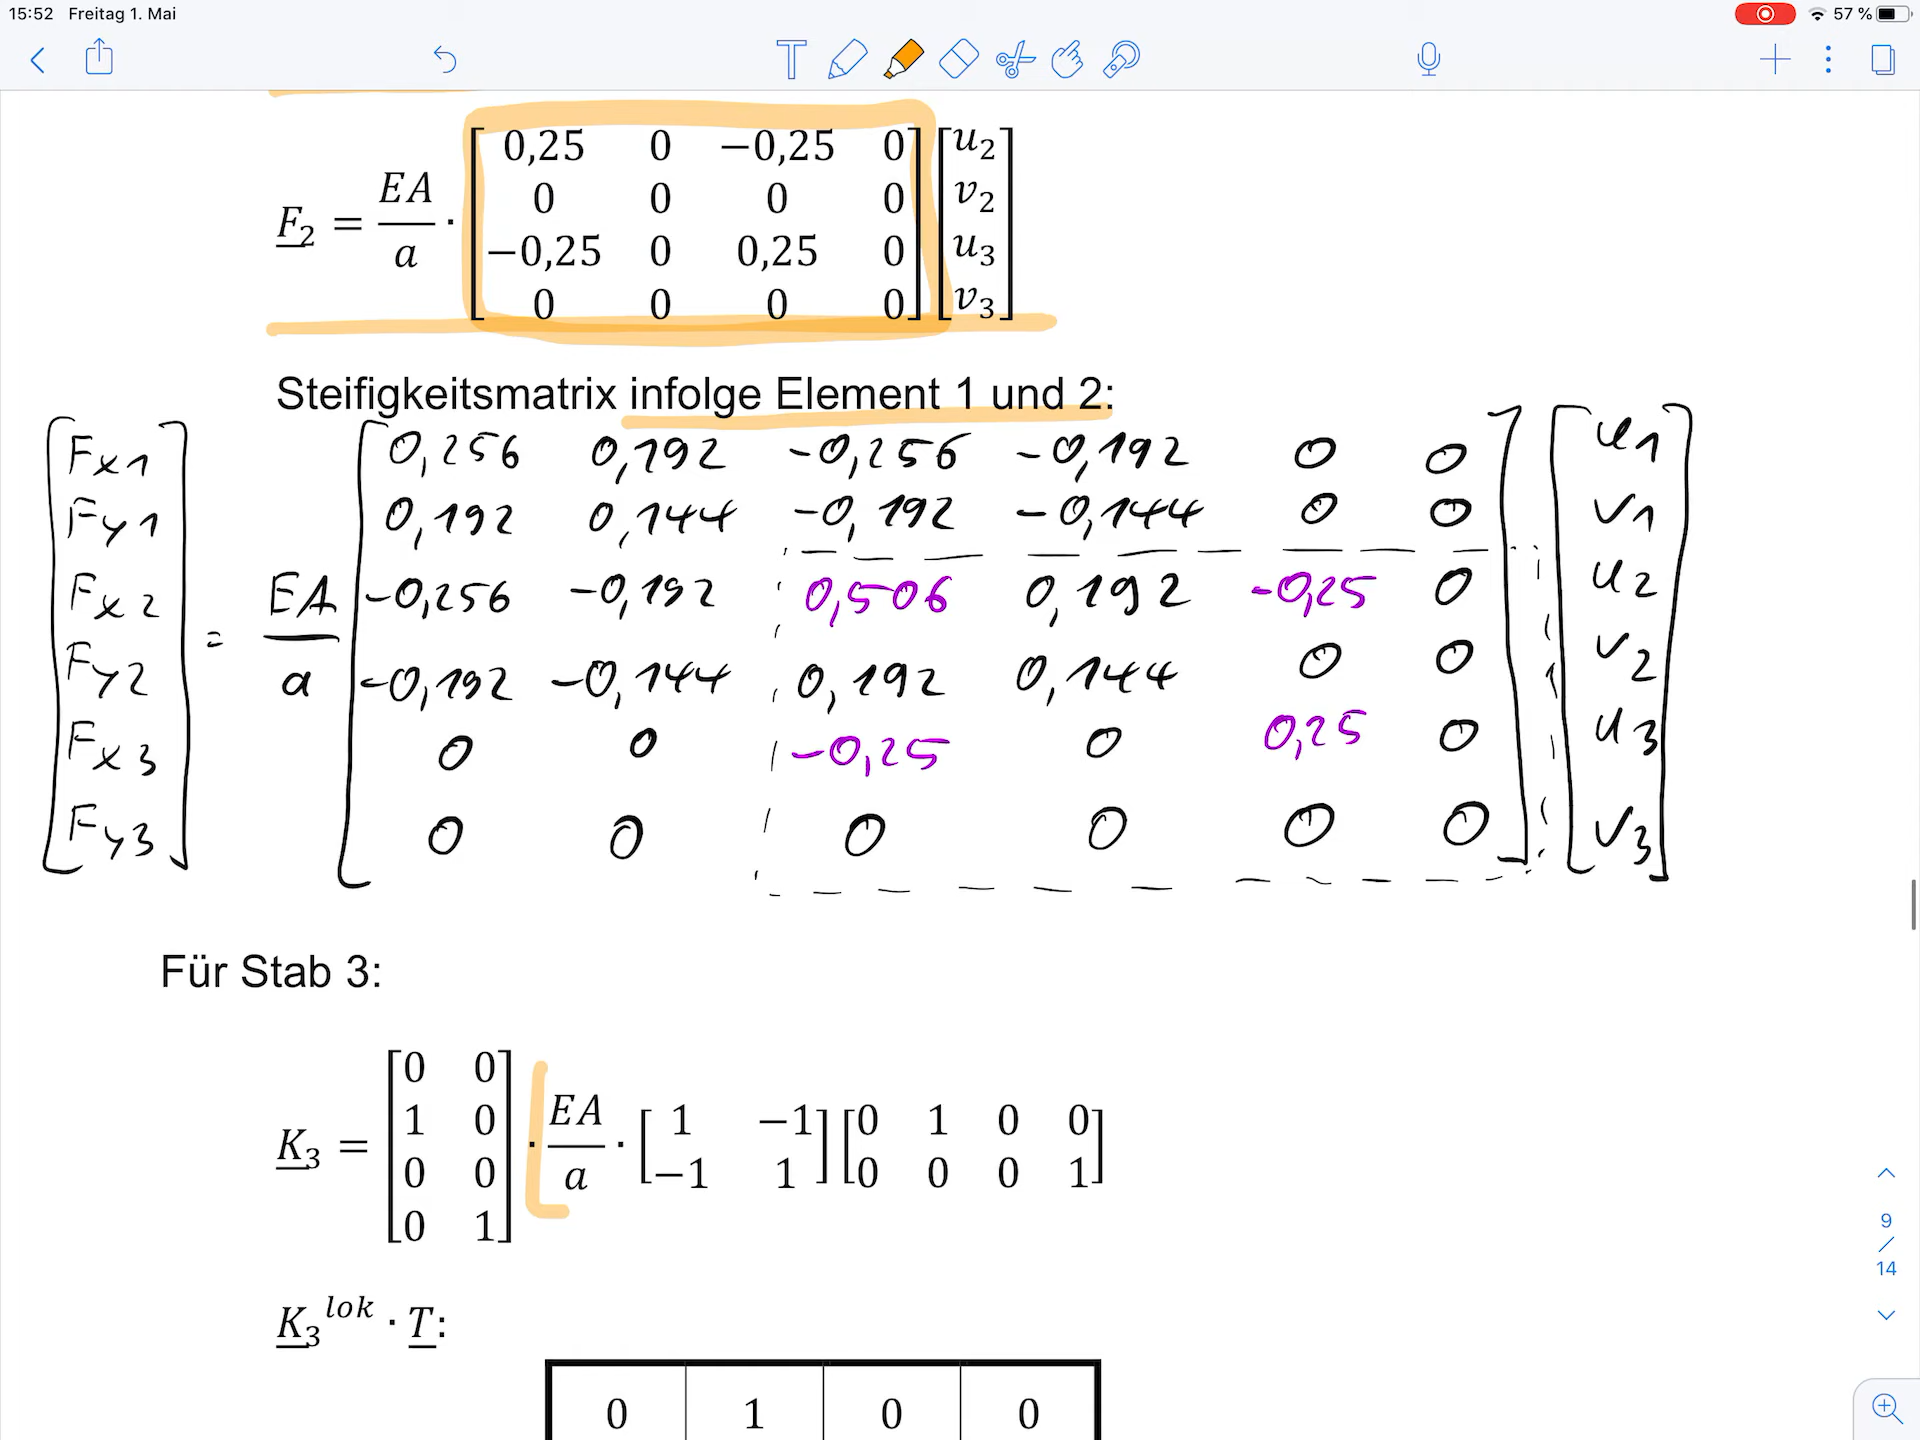 15:52 Freitag 1. Mai 57 %
F₂ = EA/a · [0,25 0 −0,25 0] [u₂]
[0 0 0 0] [v₂]
[−0,25 0 0,25 0] [u₃]
[0 0 0 0] [v₃]
Steifigkeitsmatrix infolge Element 1 und 2:
[Fx1] [0,256 0,192 -0,256 -0,192 0 0] [u1]
[Fy1] [0,192 0,144 -0,192 -0,144 0 0] [v1]
[Fx2] = EA/a [-0,256 -0,192 0,506 0,192 -0,25 0] [u2]
[Fy2] [-0,192 -0,144 0,192 0,144 0 0] [v2]
[Fx3] [0 0 -0,25 0 0,25 0] [u3]
[Fy3] [0 0 0 0 0 0] [v3]
Für Stab 3:
K₃ = [0 0] · EA/a · [1 −1] [0 1 0 0]
[1 0] [−1 1] [0 0 0 1]
[0 0]
[0 1]
K₃ˡᵒᵏ · T:
0 1 0 0
9
/
14